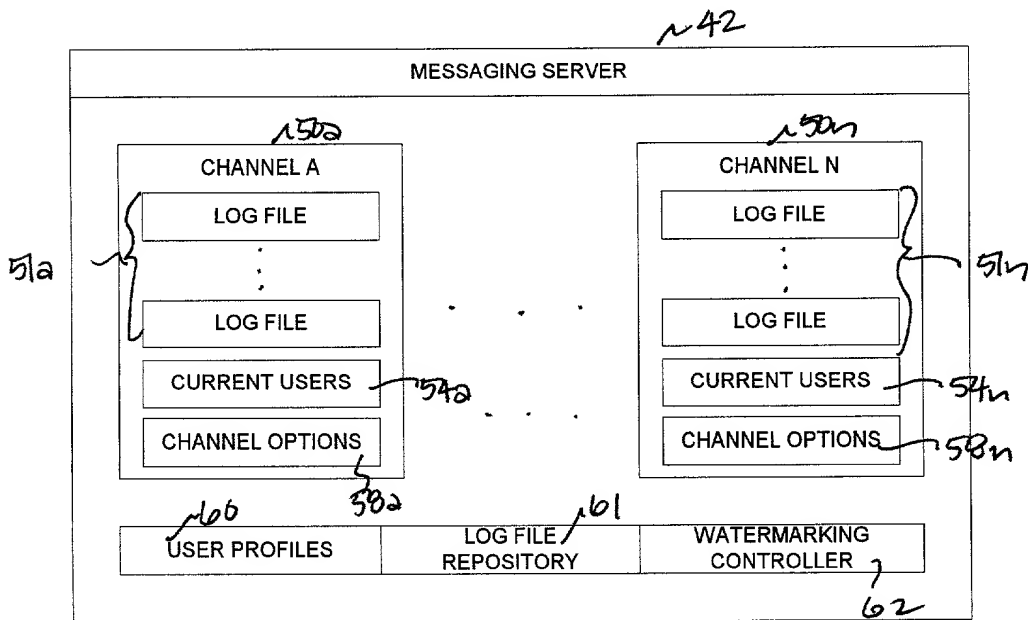 ~42
MESSAGING SERVER
~50a
~50n
CHANNEL A
CHANNEL N
LOG FILE
LOG FILE
51a
51n
LOG FILE
LOG FILE
CURRENT USERS
54a
CURRENT USERS
54n
CHANNEL OPTIONS
58a
CHANNEL OPTIONS
58n
~60
~61
USER PROFILES
LOG FILE
REPOSITORY
WATERMARKING
CONTROLLER
62